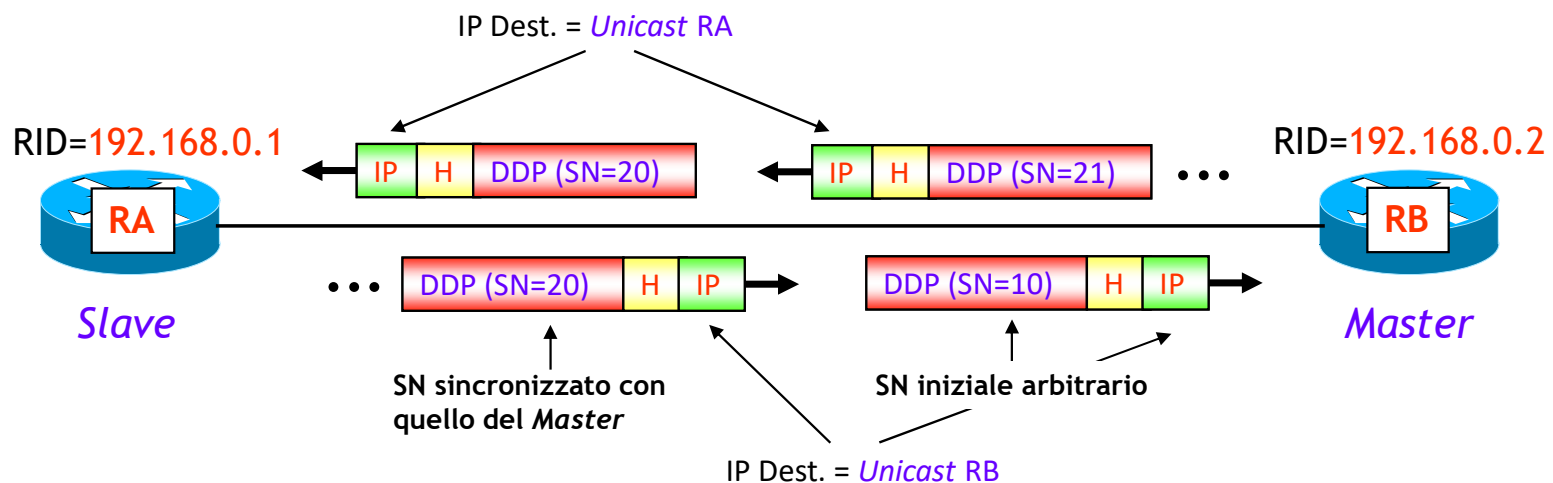 IP Dest. = Unicast RA
RID=192.168.0.1
IP H DDP (SN=20)
IP H DDP (SN=21)
...
RID=192.168.0.2
RA
RB
...
DDP (SN=20) H IP
DDP (SN=10) H IP
Slave
Master
SN sincronizzato con
quello del Master
SN iniziale arbitrario
IP Dest. = Unicast RB